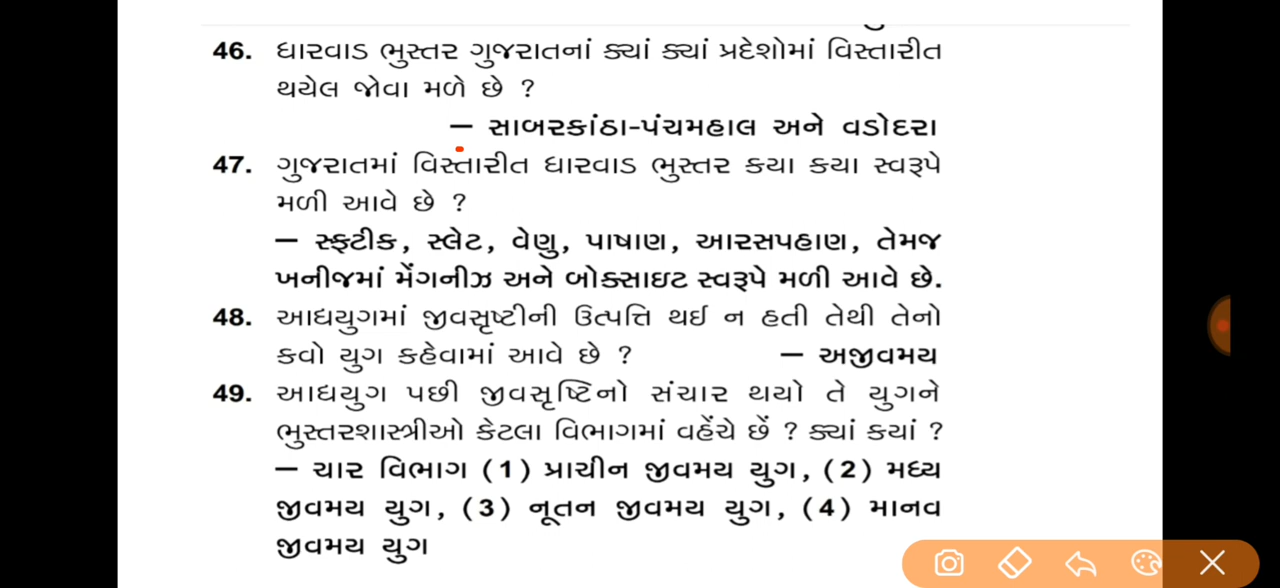 46. ધારવાડ ભુસ્તર ગુજરાતનાં ક્યાં ક્યાં પ્રદેશોમાં વિસ્તારીત
થયેલ જોવા મળે છે ?
– સાબરકાંઠા-પંચમહાલ અને વડોદરા
47. ગુજરાતમાં વિસ્તારીત ધારવાડ ભુસ્તર કયા કયા સ્વરૂપે
મળી આવે છે ?
– સ્ફટીક, સ્લેટ, વેણુ, પાષાણ, આરસપહાણ, તેમજ
ખનીજમાં મેંગનીઝ અને બોક્સાઇટ સ્વરૂપે મળી આવે છે.
48. આધયુગમાં જીવસૃષ્ટીની ઉત્પત્તિ થઈ ન હતી તેથી તેનો
કવો યુગ કહેવામાં આવે છે ? – અજીવમય
49. આધયુગ પછી જીવસૃષ્ટિનો સંચાર થયો તે યુગને
ભુસ્તરશાસ્ત્રીઓ કેટલા વિભાગમાં વહેંચે છેં ? ક્યાં કયાં ?
– ચાર વિભાગ (1) પ્રાચીન જીવમય યુગ, (2) મધ્ય
જીવમય યુગ, (3) નૂતન જીવમય યુગ, (4) માનવ
જીવમય યુગ